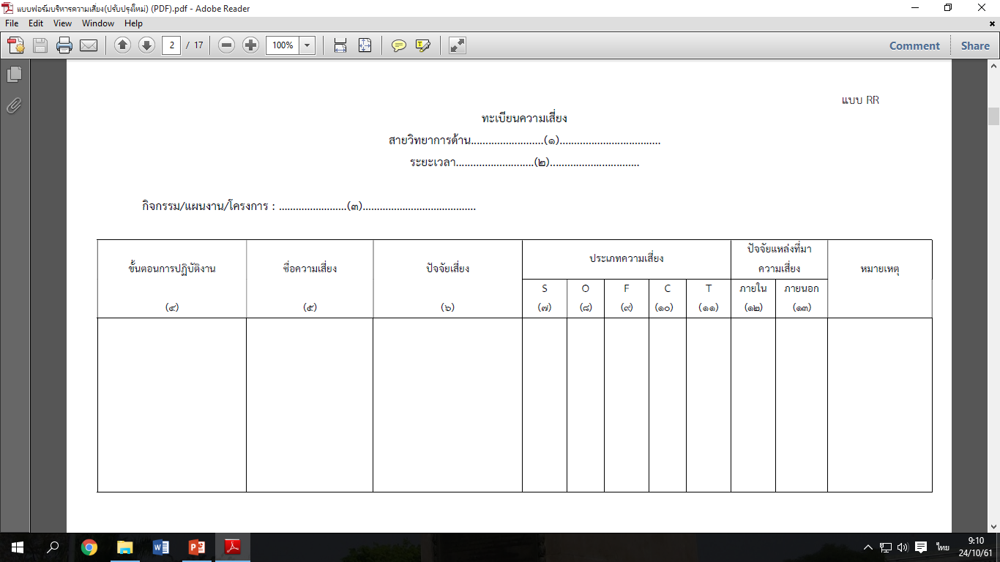 แบบฟอร์มบริหารความเสี่ยง(ปรับปรุงใหม่) (PDF).pdf - Adobe Reader
File Edit View Window Help
2 / 17 100% Comment Share
แบบ RR
ทะเบียนความเสี่ยง
สายวิทยาการด้าน.........................(๑)...................................
ระยะเวลา...........................(๒)...............................
กิจกรรม/แผนงาน/โครงการ : ........................(๓)........................................
ขั้นตอนการปฏิบัติงาน ชื่อความเสี่ยง ปัจจัยเสี่ยง ประเภทความเสี่ยง ปัจจัยแหล่งที่มา ความเสี่ยง หมายเหตุ
S O F C T ภายใน ภายนอก
(๔) (๕) (๖) (๗) (๘) (๙) (๑๐) (๑๑) (๑๒) (๑๓)
ไทย 9:10
24/10/61